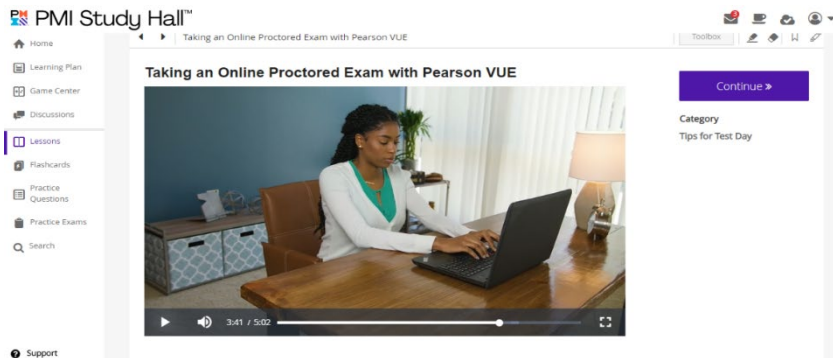 PMI Study Hall™
3
Home
Taking an Online Proctored Exam with Pearson VUE
Toolbox
Learning Plan
Game Center
Discussions
Lessons
Flashcards
Practice
Questions
Practice Exams
Search
Support
Taking an Online Proctored Exam with Pearson VUE
3:41 / 5:02
Continue »
Category
Tips for Test Day